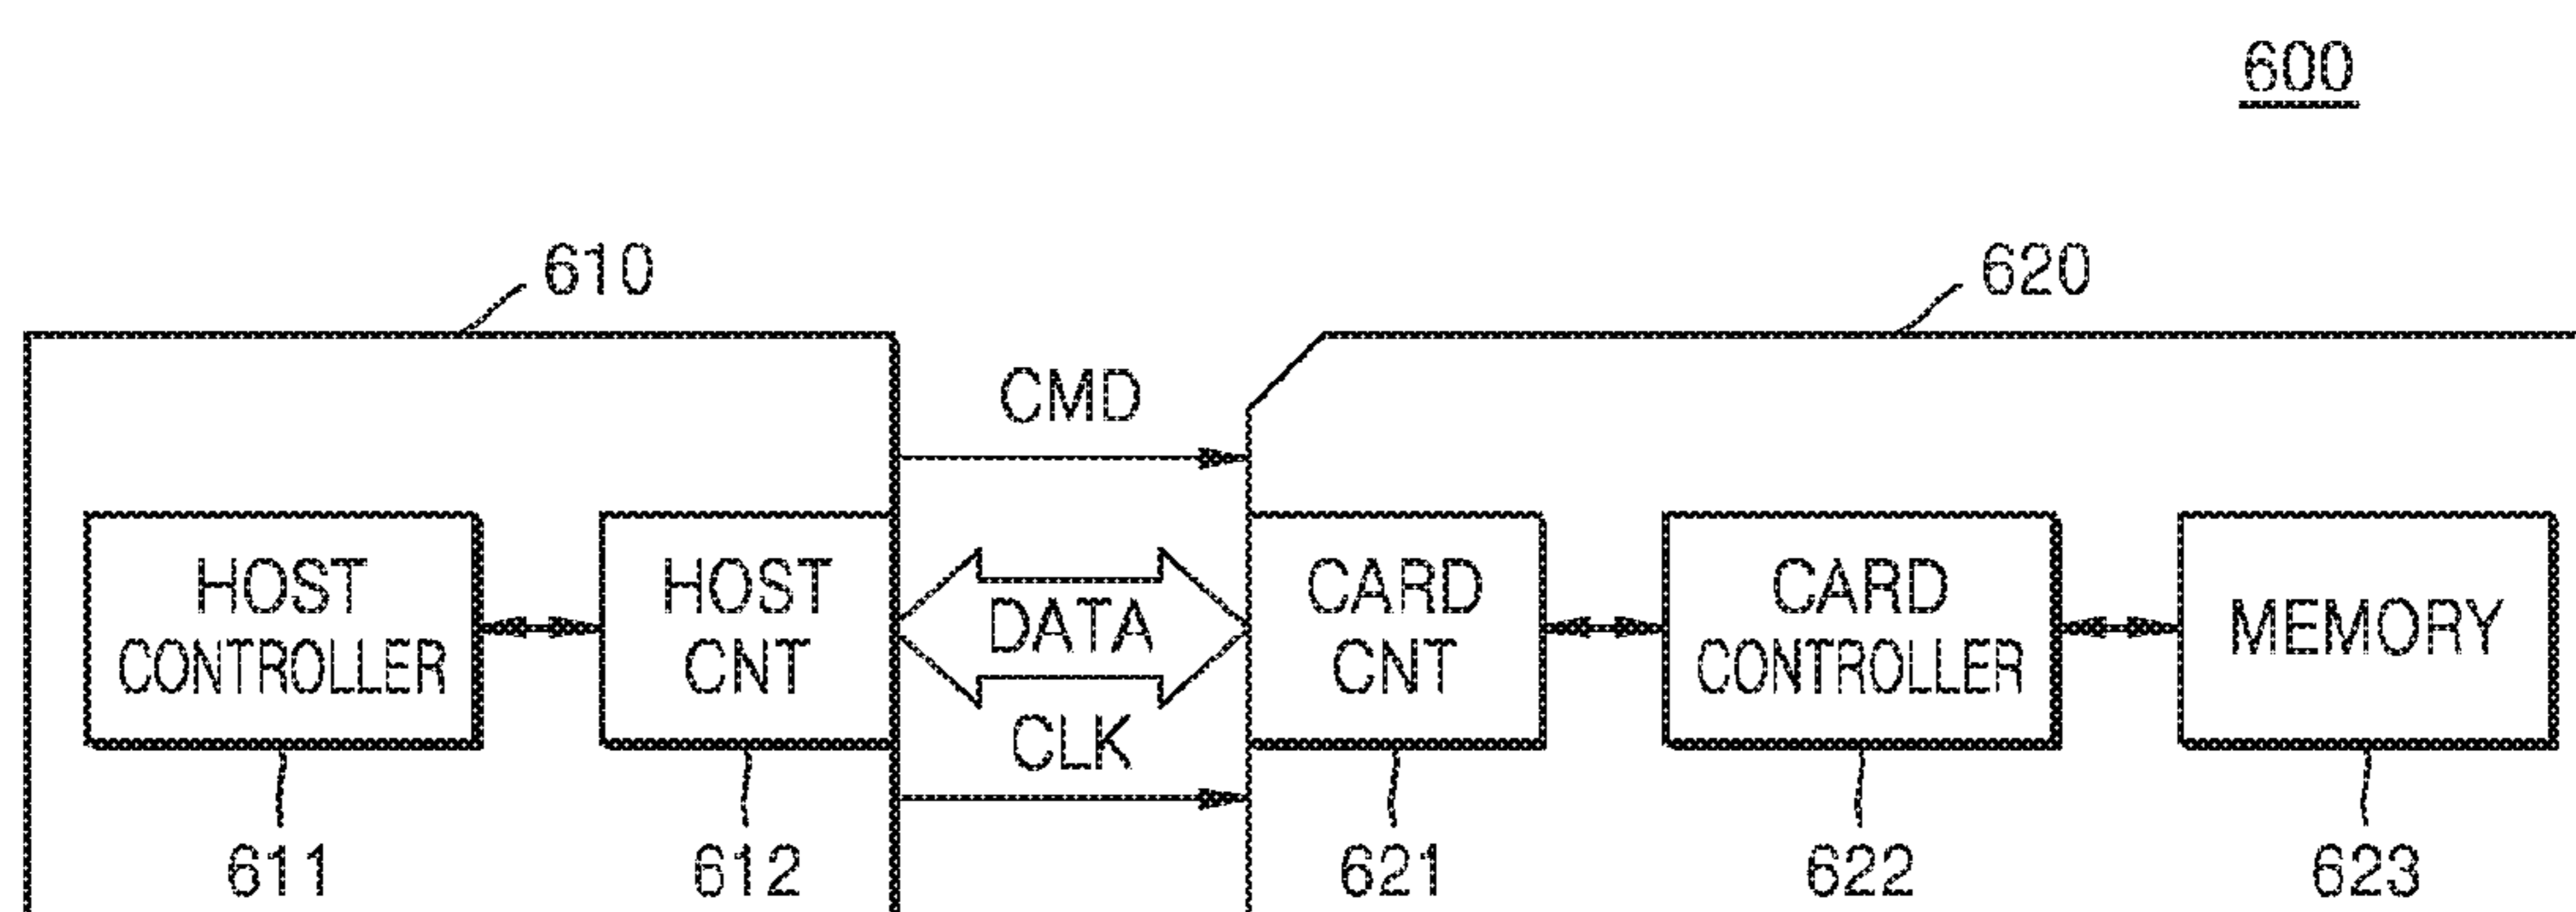 600
610
620
CMD
HOST
CONTROLLER
HOST
CNT
DATA
CARD
CNT
CARD
CONTROLLER
MEMORY
CLK
611
612
621
622
623